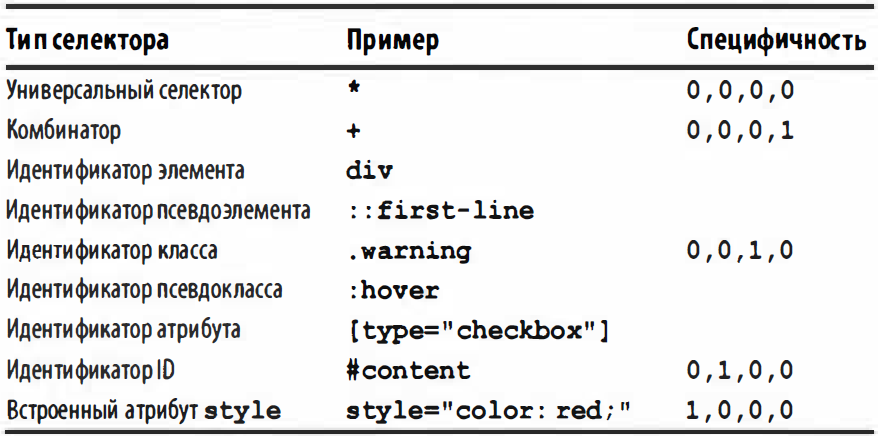 Тип селектора Пример Специфичность
Универсальный селектор * 0,0,0,0
Комбинатор + 0,0,0,1
Идентификатор элемента div
Идентификатор псевдоэлемента ::first-line
Идентификатор класса .warning 0,0,1,0
Идентификатор псевдокласса :hover
Идентификатор атрибута [type="checkbox"]
Идентификатор ID #content 0,1,0,0
Встроенный атрибут style style="color: red;" 1,0,0,0